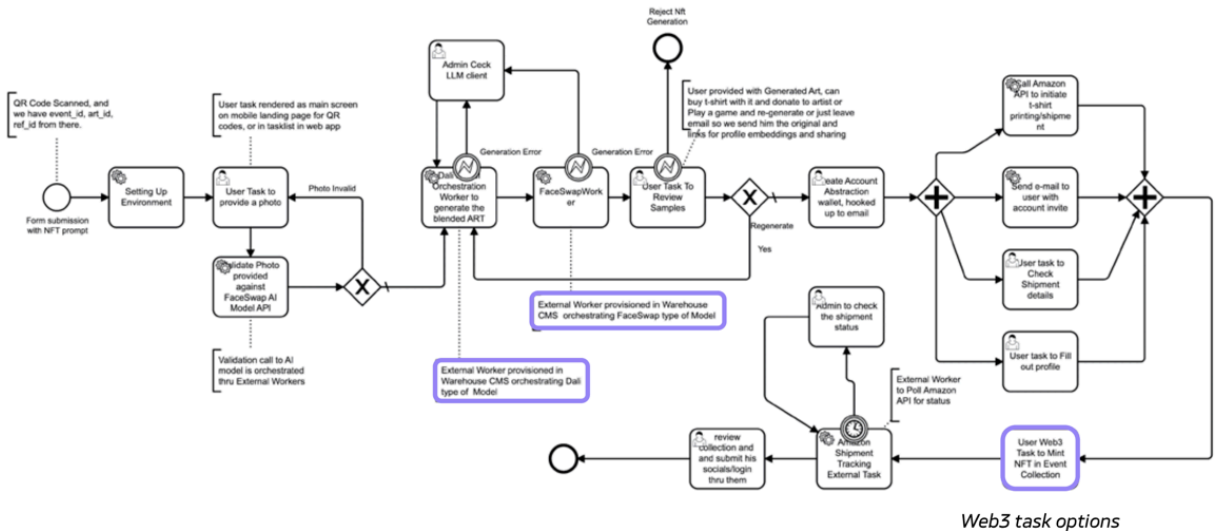 Reject Nft
Generation
Admin Ceck
LLM client
QR Code Scanned, and
we have event_id, art_id,
ref_id from there.
User task rendered as main screen
on mobile landing page for QR
codes, or in tasklist in web app
User provided with Generated Art, can
buy t-shirt with it and donate to artist or
Play a game and re-generate or just leave
email so we send him the original and
links for profile embeddings and sharing
Call Amazon
API to initiate
t-shirt
printing/shipme
nt
Generation Error
Generation Error
Setting Up
Environment
User Task to
provide a photo
Photo Invalid
Dali
Orchestration
Worker to
generate the
blended ART
FaceSwapWork
er
User Task To
Review
Samples
X
Regenerate
Yes
Create Account
Abstraction
wallet, hooked
up to email
Send e-mail to
user with
account invite
Form submission
with NFT prompt
Validate Photo
provided
against
FaceSwap AI
Model API
X
User task to
Check
Shipment
details
External Worker provisioned in Warehouse
CMS orchestrating FaceSwap type of Model
Admin to check
the shipment
status
User task to Fill
out profile
Validation call to AI
model is orchestrated
thru External Workers
External Worker provisioned in
Warehouse CMS orchestrating Dali
type of Model
External Worker
to Poll Amazon
API for status
review
collection and
and submit his
socials/login
thru them
Amazon
Shipment
Tracking
External Task
User Web3
Task to Mint
NFT in Event
Collection
Web3 task options